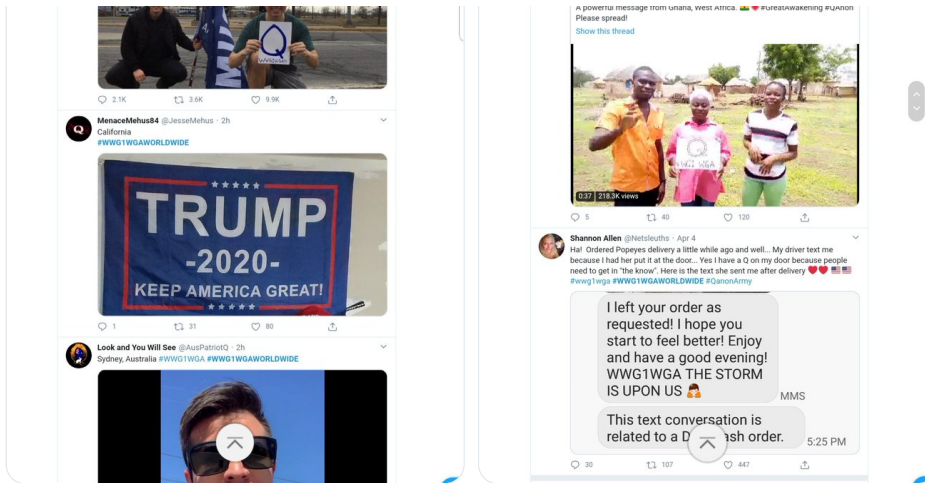 Q
WWG1WGA
2.1K 3.6K 9.9K
MenaceMehus84 @JesseMehus · 2h
California
#WWG1WGAWORLDWIDE
Q
TRUMP
-2020-
KEEP AMERICA GREAT!
1 31 80
Look and You Will See @AusPatriotQ · 2h
Sydney, Australia #WWG1WGA #WWG1WGAWORLDWIDE
A powerful message from Ghana, West Africa. 🇬🇭❤️#GreatAwakening #QAnon
Please spread!
Show this thread
Q
WWG1WGA
0:37 218.3K views
5 40 120
Shannon Allen @Netsleuths · Apr 4
Ha! Ordered Popeyes delivery a little while ago and well... My driver text me
because I had her put it at the door... Yes I have a Q on my door because people
need to get in "the know". Here is the text she sent me after delivery ❤️❤️ 🇺🇸🇺🇸
#wwg1wga #WWG1WGAWORLDWIDE #QanonArmy
I left your order as
requested! I hope you
start to feel better! Enjoy
and have a good evening!
WWG1WGA THE STORM
IS UPON US
MMS
This text conversation is
related to a order.
5:25 PM
30 107 447